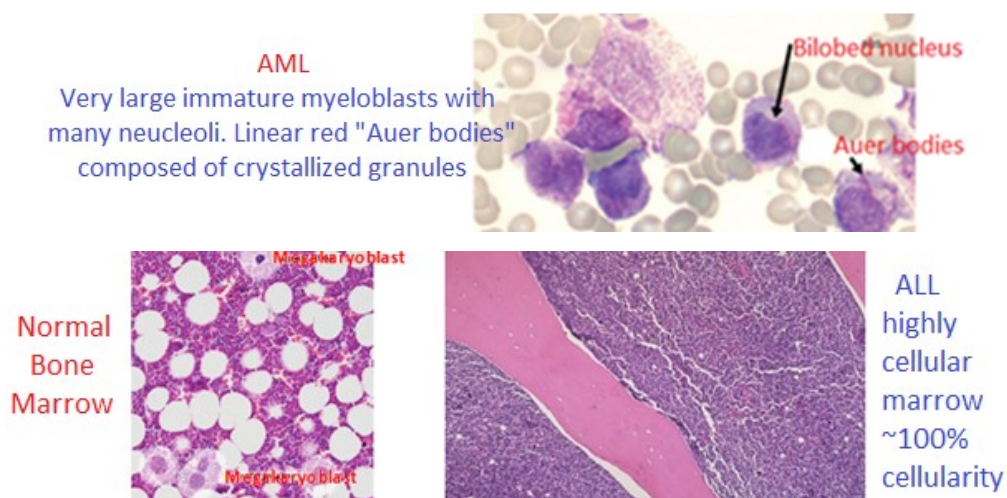 AML
Very large immature myeloblasts with
many neucleoli. Linear red "Auer bodies"
composed of crystallized granules
Bilobed nucleus
Auer bodies
Normal
Bone
Marrow
Megakaryoblast
Megakaryoblast
ALL
highly
cellular
marrow
~100%
cellularity